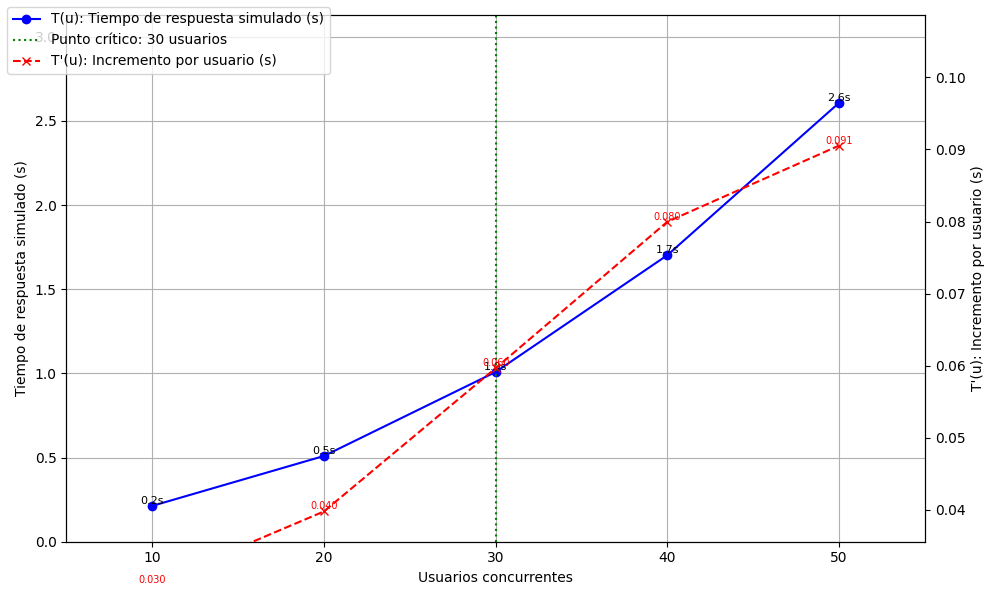 T(u): Tiempo de respuesta simulado (s)
Punto crítico: 30 usuarios
T'(u): Incremento por usuario (s)
3.0
2.5
2.0
1.5
1.0
0.5
0.0
Tiempo de respuesta simulado (s)
0.2s
0.5s
1.7s
2.6s
0.030
0.040
0.080
0.091
10
20
30
40
50
Usuarios concurrentes
0.10
0.09
0.08
0.07
0.06
0.05
0.04
T'(u): Incremento por usuario (s)